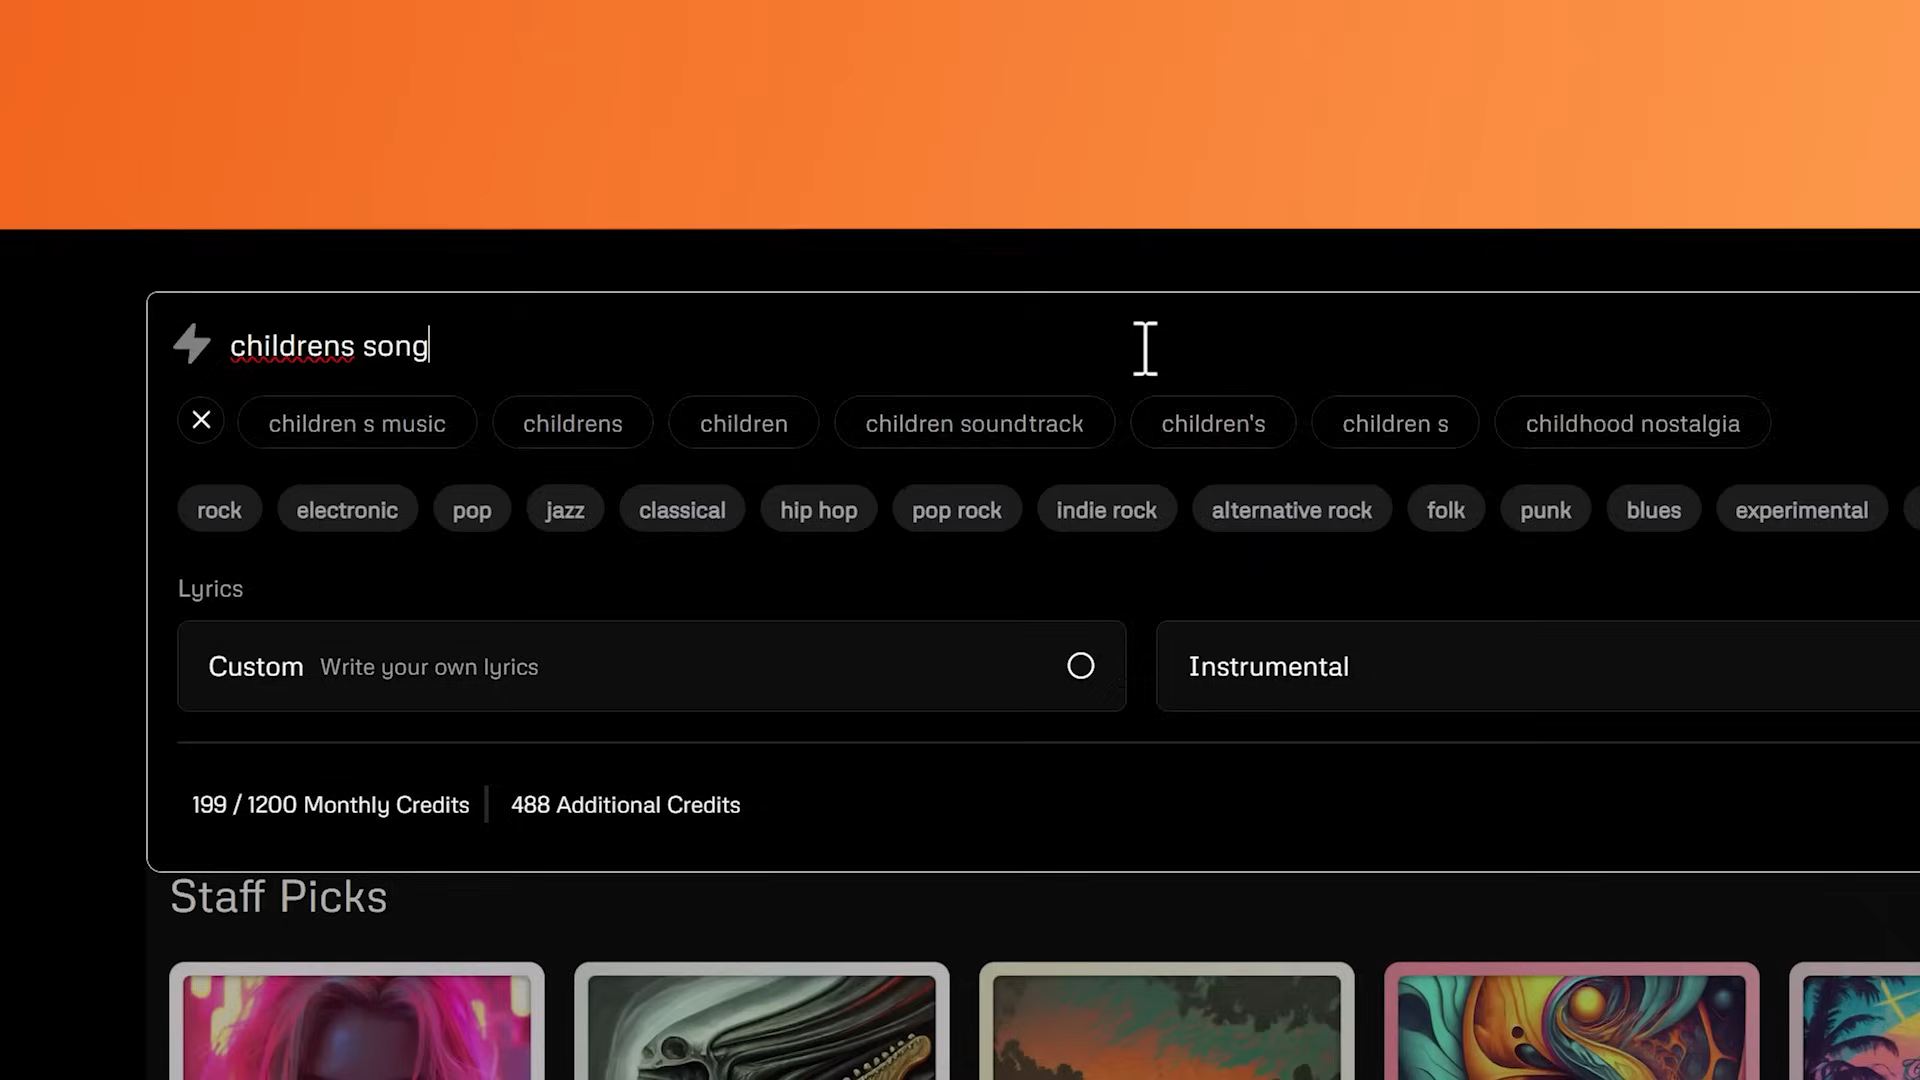 childrens song
children s music childrens children children soundtrack children's children s childhood nostalgia
rock electronic pop jazz classical hip hop pop rock indie rock alternative rock folk punk blues experimental
Lyrics
Custom Write your own lyrics Instrumental
199 / 1200 Monthly Credits 488 Additional Credits
Staff Picks